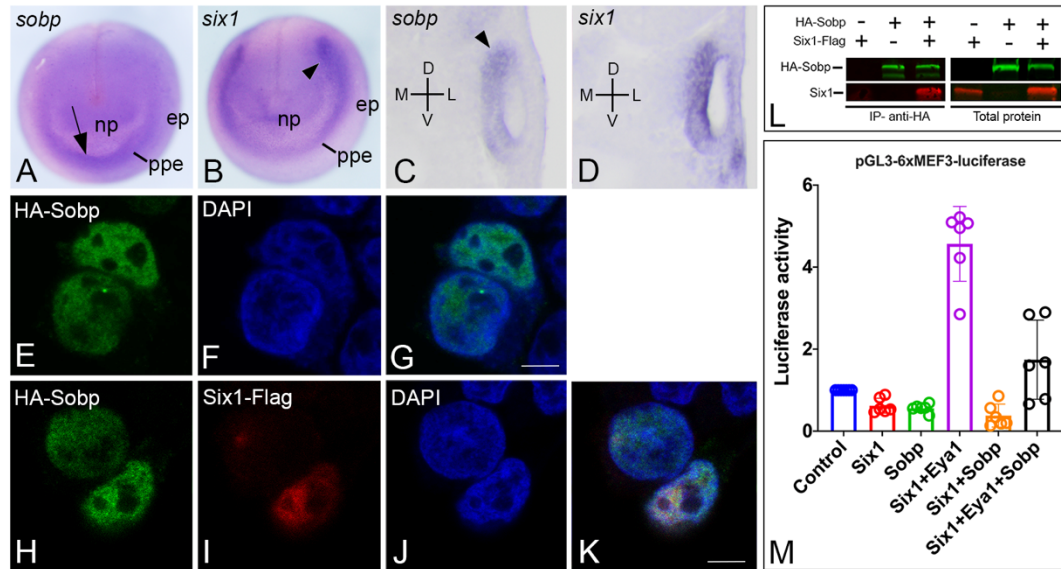 sobp
six1
sobp
six1
np
ep
ppe
A
np
ep
ppe
B
D
M L
V
C
D
M L
V
D
HA-Sobp
DAPI
E
F
G
HA-Sobp
Six1-Flag
DAPI
H
I
J
K
HA-Sobp - + + - + +
Six1-Flag + - + + - +
HA-Sobp
Six1
IP- anti-HA
Total protein
L
pGL3-6xMEF3-luciferase
Luciferase activity
6
4
2
0
Control
Six1
Sobp
Six1+Eya1
Six1+Sobp
Six1+Eya1+Sobp
M